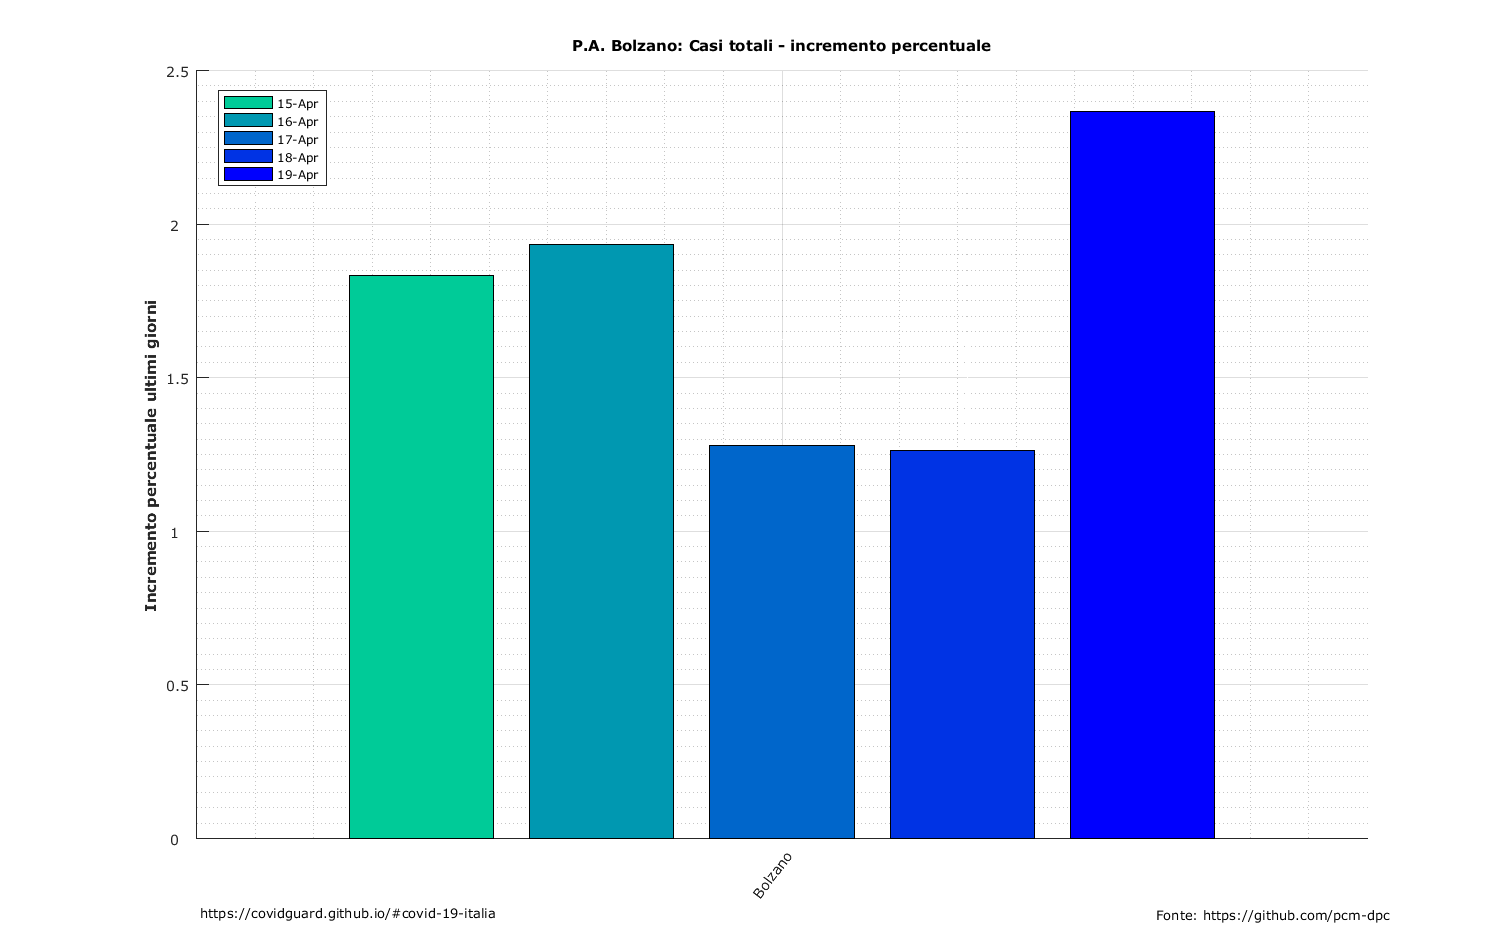 P.A. Bolzano: Casi totali - incremento percentuale
2.5
15-Apr
16-Apr
17-Apr
18-Apr
19-Apr
2
1.5
1
0.5
0
Incremento percentuale ultimi giorni
Bolzano
https://covidguard.github.io/#covid-19-italia
Fonte: https://github.com/pcm-dpc